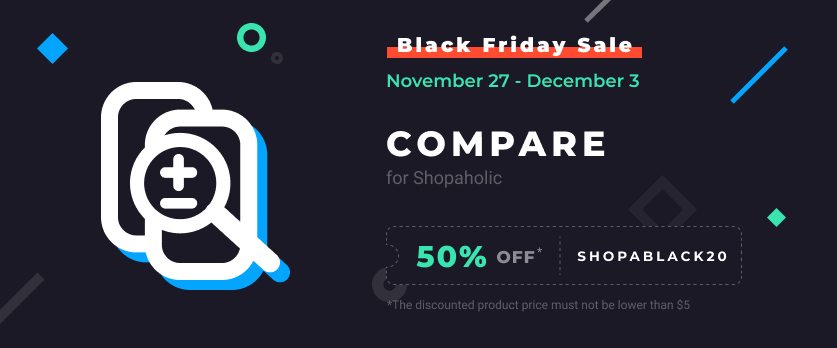 Black Friday Sale
November 27 - December 3
COMPARE
for Shopaholic
50% OFF* SHOPABLACK20
*The discounted product price must not be lower than $5